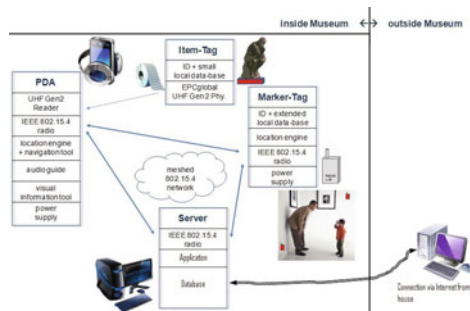 inside Museum
outside Museum
Item-Tag
ID + small
local data-base
EPCglobal
UHF Gen2 Phy.
PDA
UHF Gen2
Reader
IEEE 802.15.4
radio
location engine
+ navigation tool
audio guide
visual
information tool
power
supply
Marker-Tag
ID + extended
local data-base
location engine
IEEE 802.15.4
radio
power
supply
meshed
802.15.4
network
Server
IEEE 802.15.4
radio
Application
Database
Connection via Internet from
house